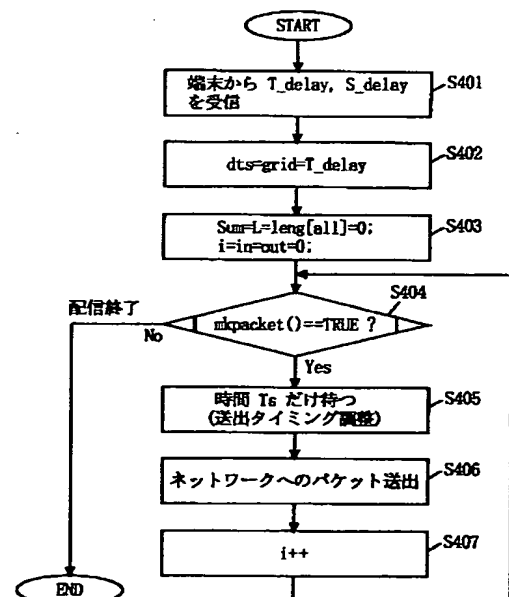 START
端末から T_delay, S_delay
を受信
S401
dts=grid=T_delay
S402
Sum=L=leng[all]=0;
i=in=out=0;
S403
S404
mkpacket()==TRUE ?
配信終了
No
Yes
時間 Ts だけ待つ
(送出タイミング調整)
S405
ネットワークへのパケット送出
S406
i++
S407
END